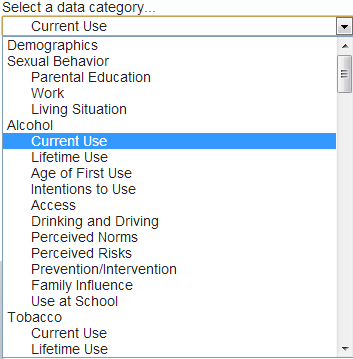 Select a data category...
Current Use
Demographics
Sexual Behavior
Parental Education
Work
Living Situation
Alcohol
Current Use
Lifetime Use
Age of First Use
Intentions to Use
Access
Drinking and Driving
Perceived Norms
Perceived Risks
Prevention/Intervention
Family Influence
Use at School
Tobacco
Current Use
Lifetime Use